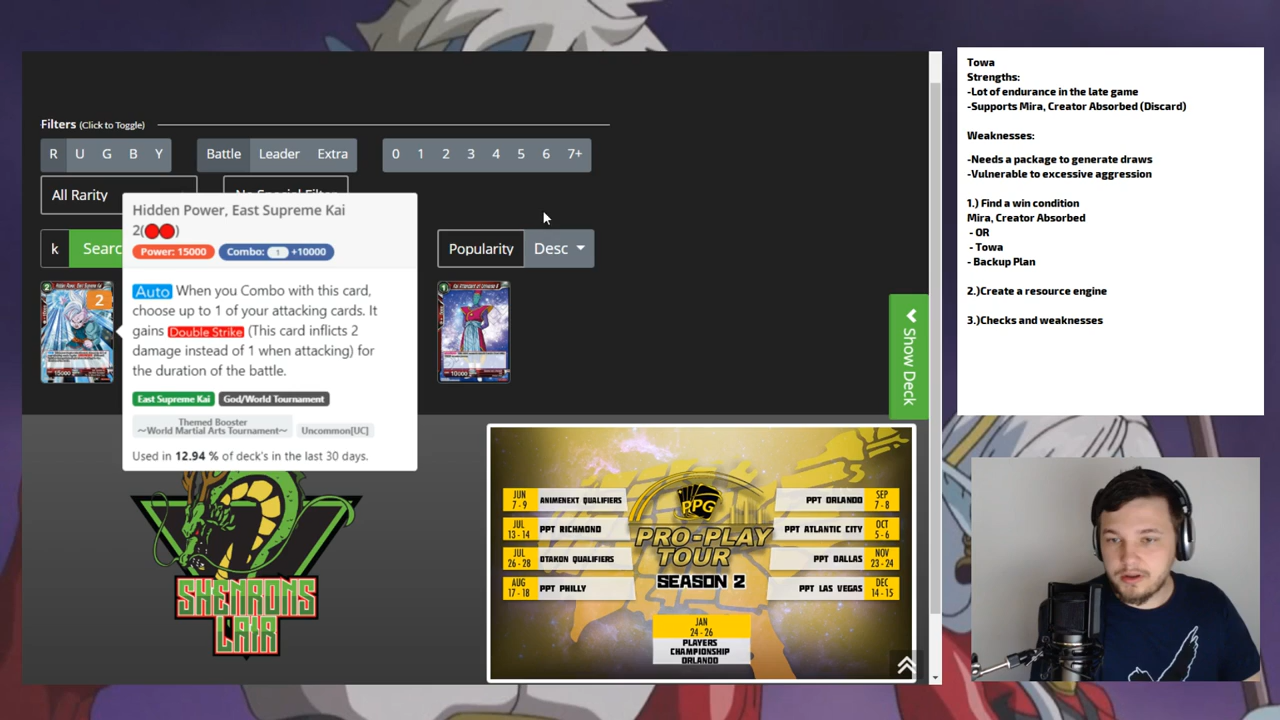 Filters (Click to Toggle)
R U G B Y
Battle Leader Extra
0 1 2 3 4 5 6 7+
All Rarity
k
Searc
Popularity
Desc
Hidden Power, East Supreme Kai
2( )
Power: 15000
Combo: 1 +10000
Auto When you Combo with this card,
choose up to 1 of your attacking cards. It
gains Double Strike (This card inflicts 2
damage instead of 1 when attacking) for
the duration of the battle.
East Supreme Kai
God/World Tournament
Themed Booster
~World Martial Arts Tournament~
Uncommon[UC]
Used in 12.94 % of deck's in the last 30 days.
2
2
15000
1
10000
Show Deck
SHENRONS
LAIR
PPG
PRO-PLAY
TOUR
SEASON 2
JUN
7 - 9
ANIMENEXT QUALIFIERS
JUL
13 - 14
PPT RICHMOND
JUL
26 - 28
OTAKON QUALIFIERS
AUG
17 - 18
PPT PHILLY
PPT ORLANDO
SEP
7 - 8
PPT ATLANTIC CITY
OCT
5 - 6
PPT DALLAS
NOV
23 - 24
PPT LAS VEGAS
DEC
14 - 15
JAN
24 - 26
PLAYERS
CHAMPIONSHIP
ORLANDO
Towa
Strengths:
-Lot of endurance in the late game
-Supports Mira, Creator Absorbed (Discard)
Weaknesses:
-Needs a package to generate draws
-Vulnerable to excessive aggression
1.) Find a win condition
Mira, Creator Absorbed
- OR
- Towa
- Backup Plan
2.)Create a resource engine
3.)Checks and weaknesses